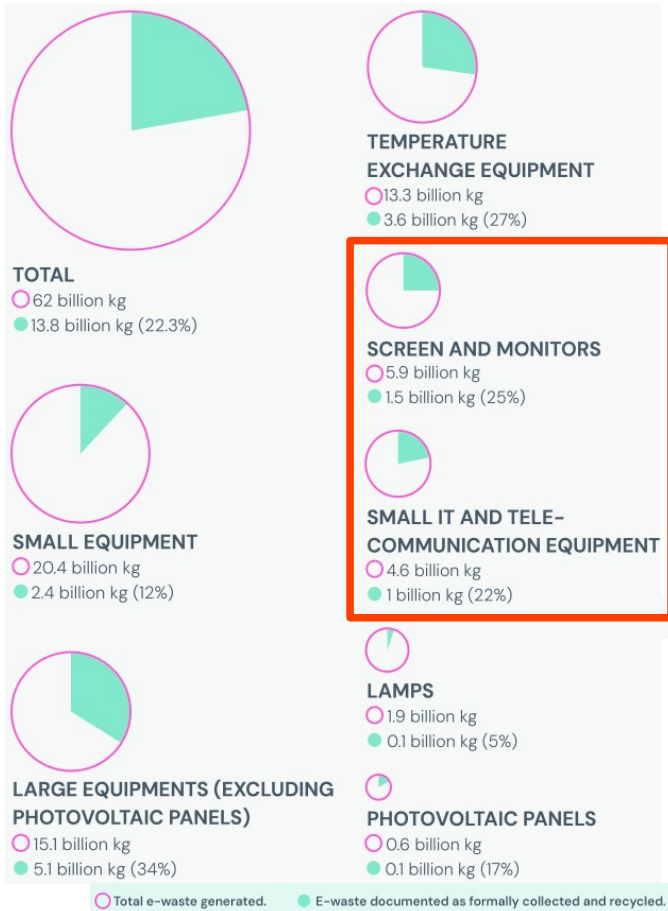 TOTAL
62 billion kg
13.8 billion kg (22.3%)
SMALL EQUIPMENT
20.4 billion kg
2.4 billion kg (12%)
LARGE EQUIPMENTS (EXCLUDING
PHOTOVOLTAIC PANELS)
15.1 billion kg
5.1 billion kg (34%)
TEMPERATURE
EXCHANGE EQUIPMENT
13.3 billion kg
3.6 billion kg (27%)
SCREEN AND MONITORS
5.9 billion kg
1.5 billion kg (25%)
SMALL IT AND TELE-
COMMUNICATION EQUIPMENT
4.6 billion kg
1 billion kg (22%)
LAMPS
1.9 billion kg
0.1 billion kg (5%)
PHOTOVOLTAIC PANELS
0.6 billion kg
0.1 billion kg (17%)
Total e-waste generated. E-waste documented as formally collected and recycled.